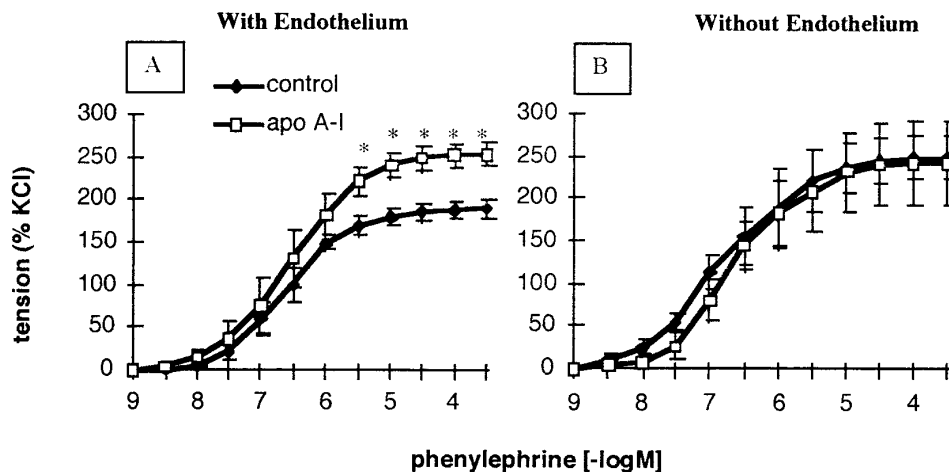 With Endothelium
Without Endothelium
A
B
control
apo A-I
tension (% KCl)
300
250
200
150
100
50
0
* * * * *
9 8 7 6 5 4
300
250
200
150
100
50
0
9 8 7 6 5 4
phenylephrine [-logM]